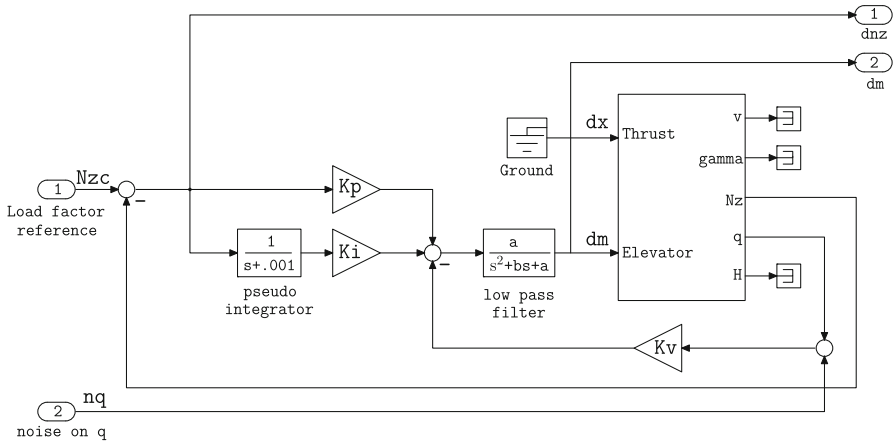 1
dnz
2
dm
dx
Thrust
v
gamma
Nz
q
H
Ground
1
Nzc
−
Load factor
reference
Kp
1
s+.001
pseudo
integrator
Ki
−
a
s²+bs+a
low pass
filter
dm
Elevator
Kv
2
nq
noise on q